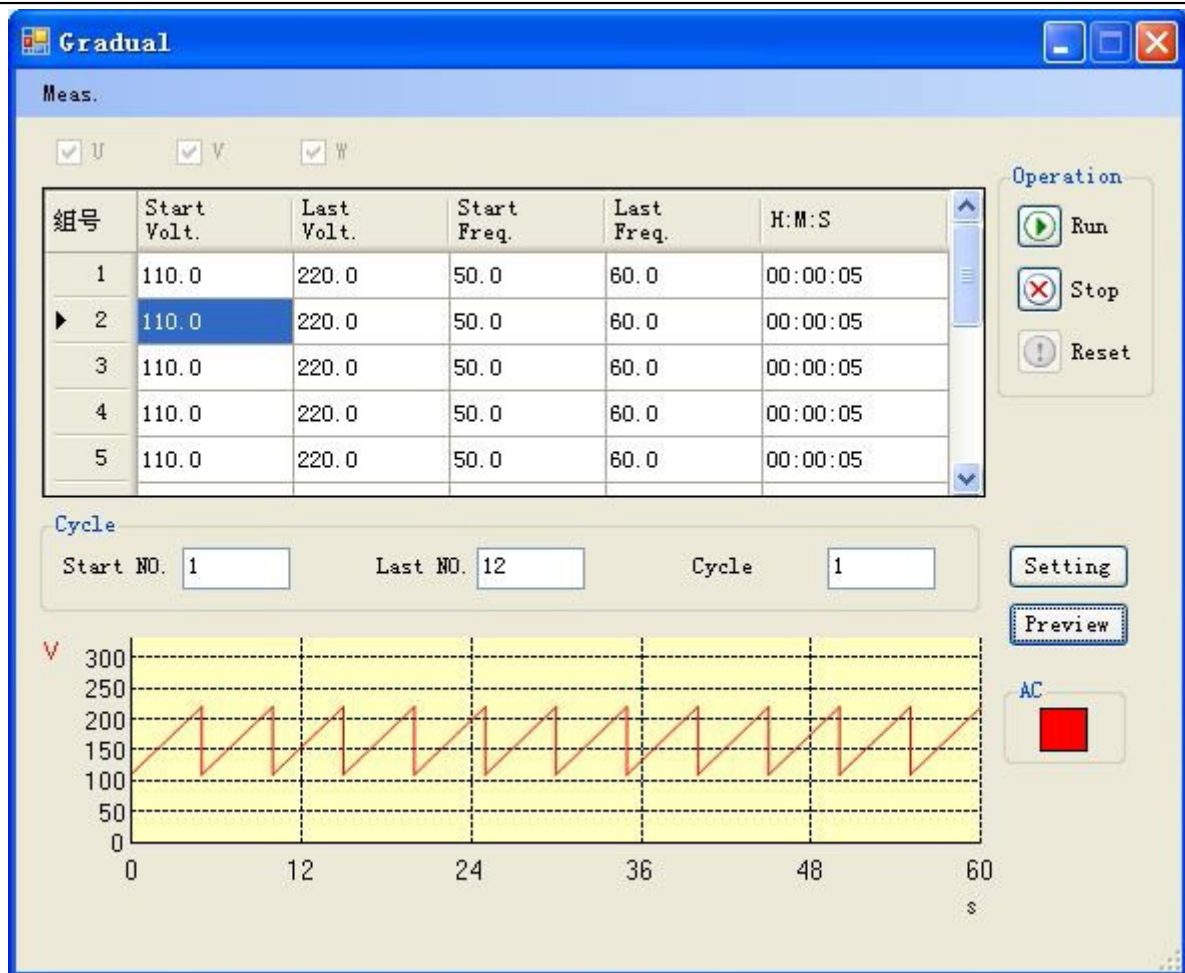 Gradual
Meas.
U V W
组号 Start Volt. Last Volt. Start Freq. Last Freq. H:M:S
1 110.0 220.0 50.0 60.0 00:00:05
2 110.0 220.0 50.0 60.0 00:00:05
3 110.0 220.0 50.0 60.0 00:00:05
4 110.0 220.0 50.0 60.0 00:00:05
5 110.0 220.0 50.0 60.0 00:00:05
Operation
Run
Stop
Reset
Cycle
Start NO. 1 Last NO. 12 Cycle 1
Setting
Preview
AC
V
300
250
200
150
100
50
0
0 12 24 36 48 60
s